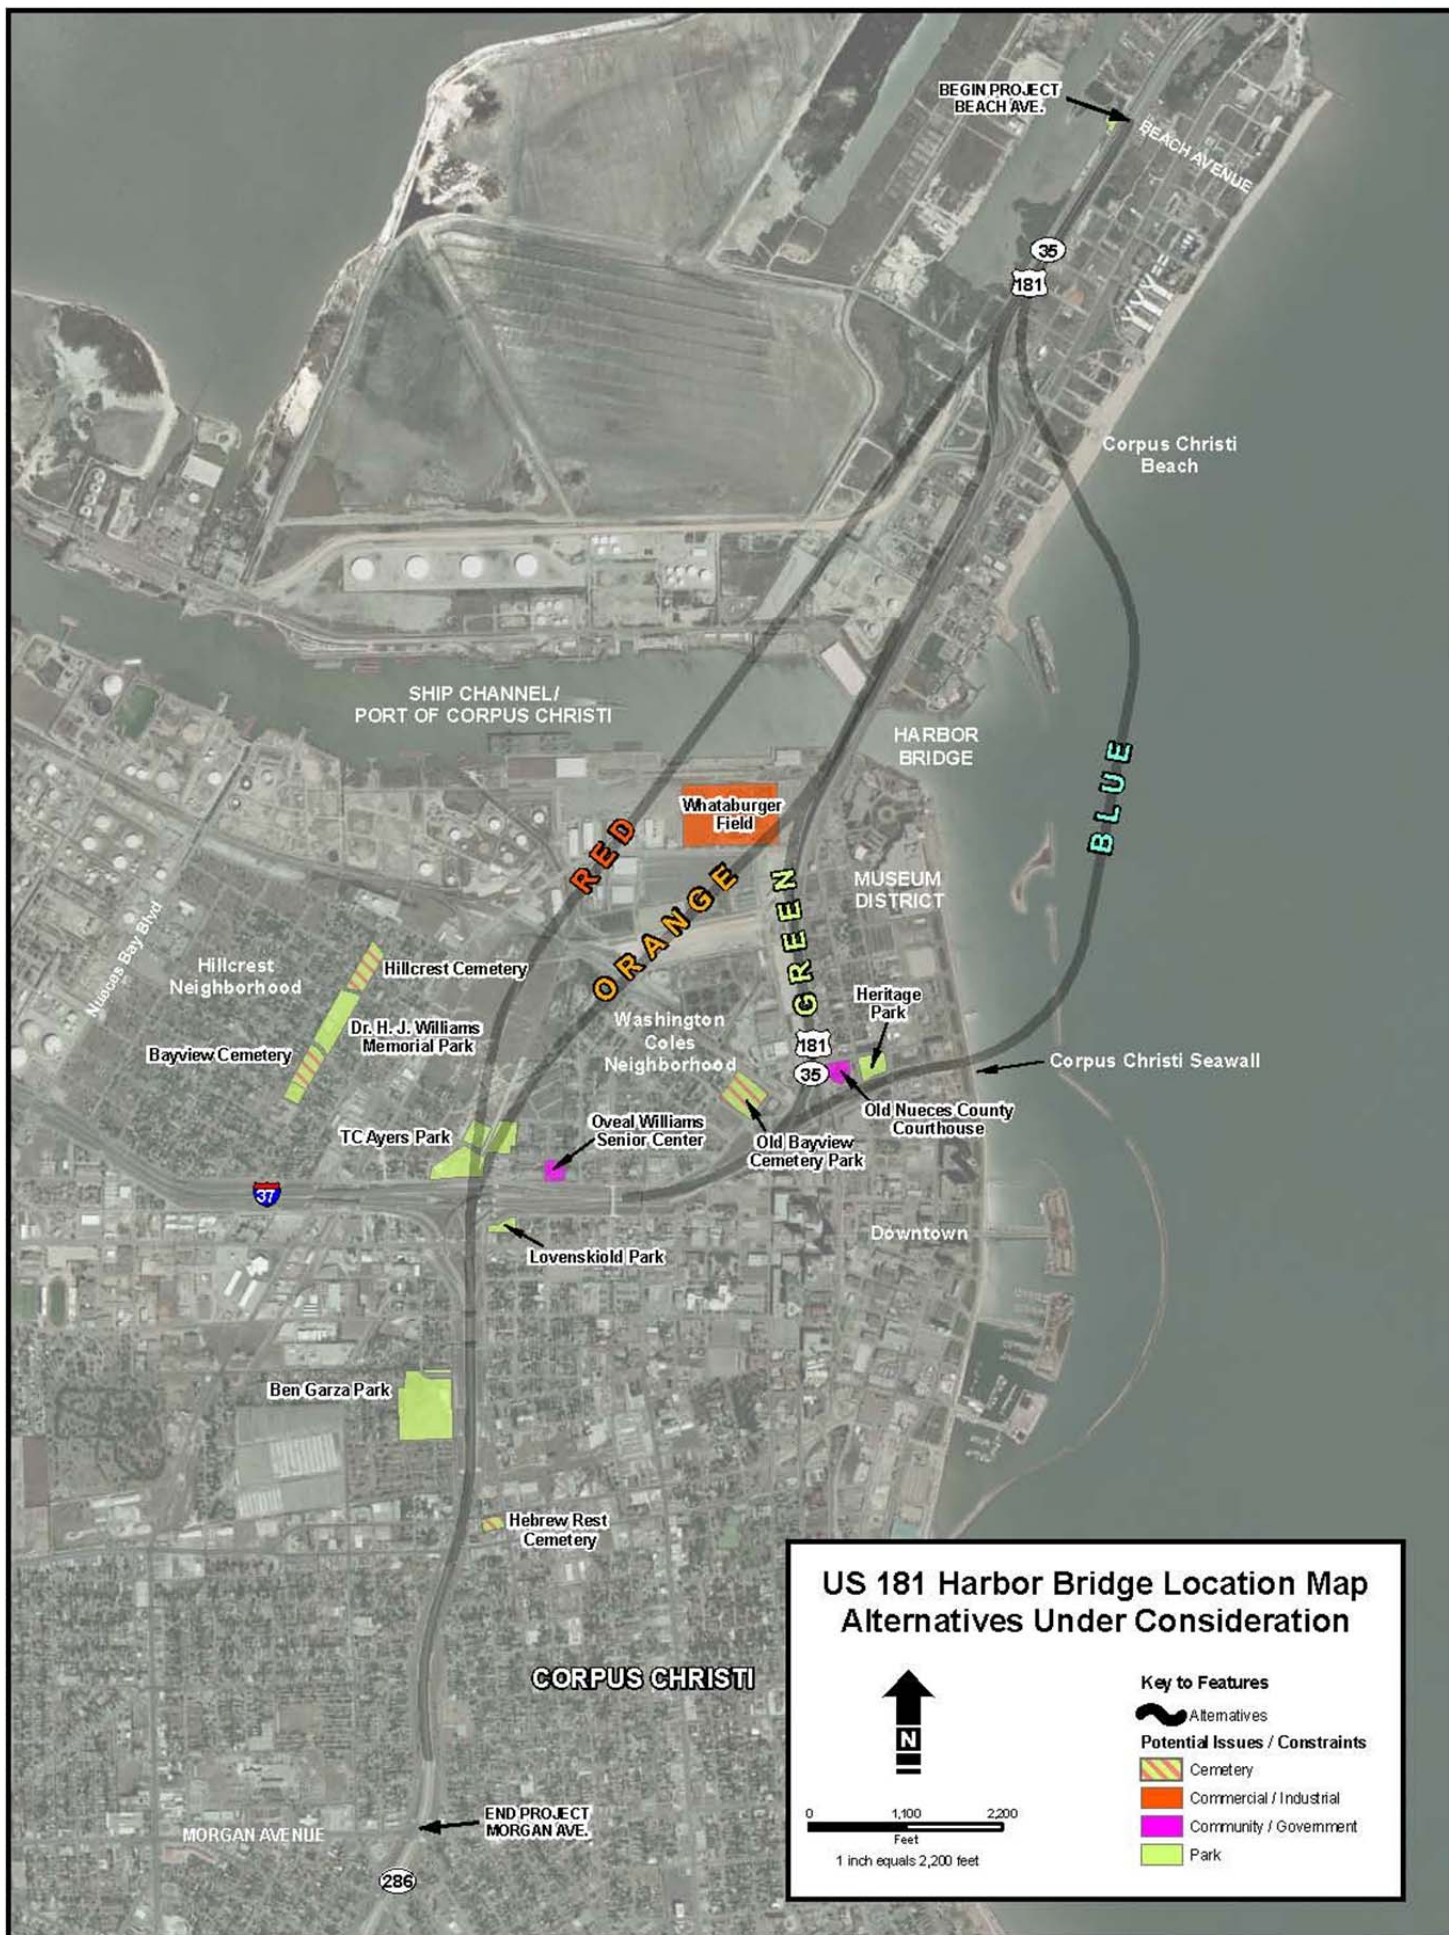 BEGIN PROJECT
BEACH AVE.
BEACH AVENUE
35
181
Corpus Christi
Beach
SHIP CHANNEL/
PORT OF CORPUS CHRISTI
HARBOR
BRIDGE
BLUE
Whataburger
Field
RED
ORANGE
GREEN
MUSEUM
DISTRICT
Nueces Bay Blvd
Hillcrest
Neighborhood
Hillcrest Cemetery
Heritage
Park
Dr. H. J. Williams
Memorial Park
Washington
Coles
Neighborhood
181
35
Bayview Cemetery
Corpus Christi Seawall
TC Ayers Park
Oveal Williams
Senior Center
Old Nueces County
Courthouse
Old Bayview
Cemetery Park
37
Lovenskiold Park
Downtown
Ben Garza Park
Hebrew Rest
Cemetery
CORPUS CHRISTI
END PROJECT
MORGAN AVE.
MORGAN AVENUE
286
US 181 Harbor Bridge Location Map
Alternatives Under Consideration
N
0 1,100 2,200
Feet
1 inch equals 2,200 feet
Key to Features
Alternatives
Potential Issues / Constraints
Cemetery
Commercial / Industrial
Community / Government
Park